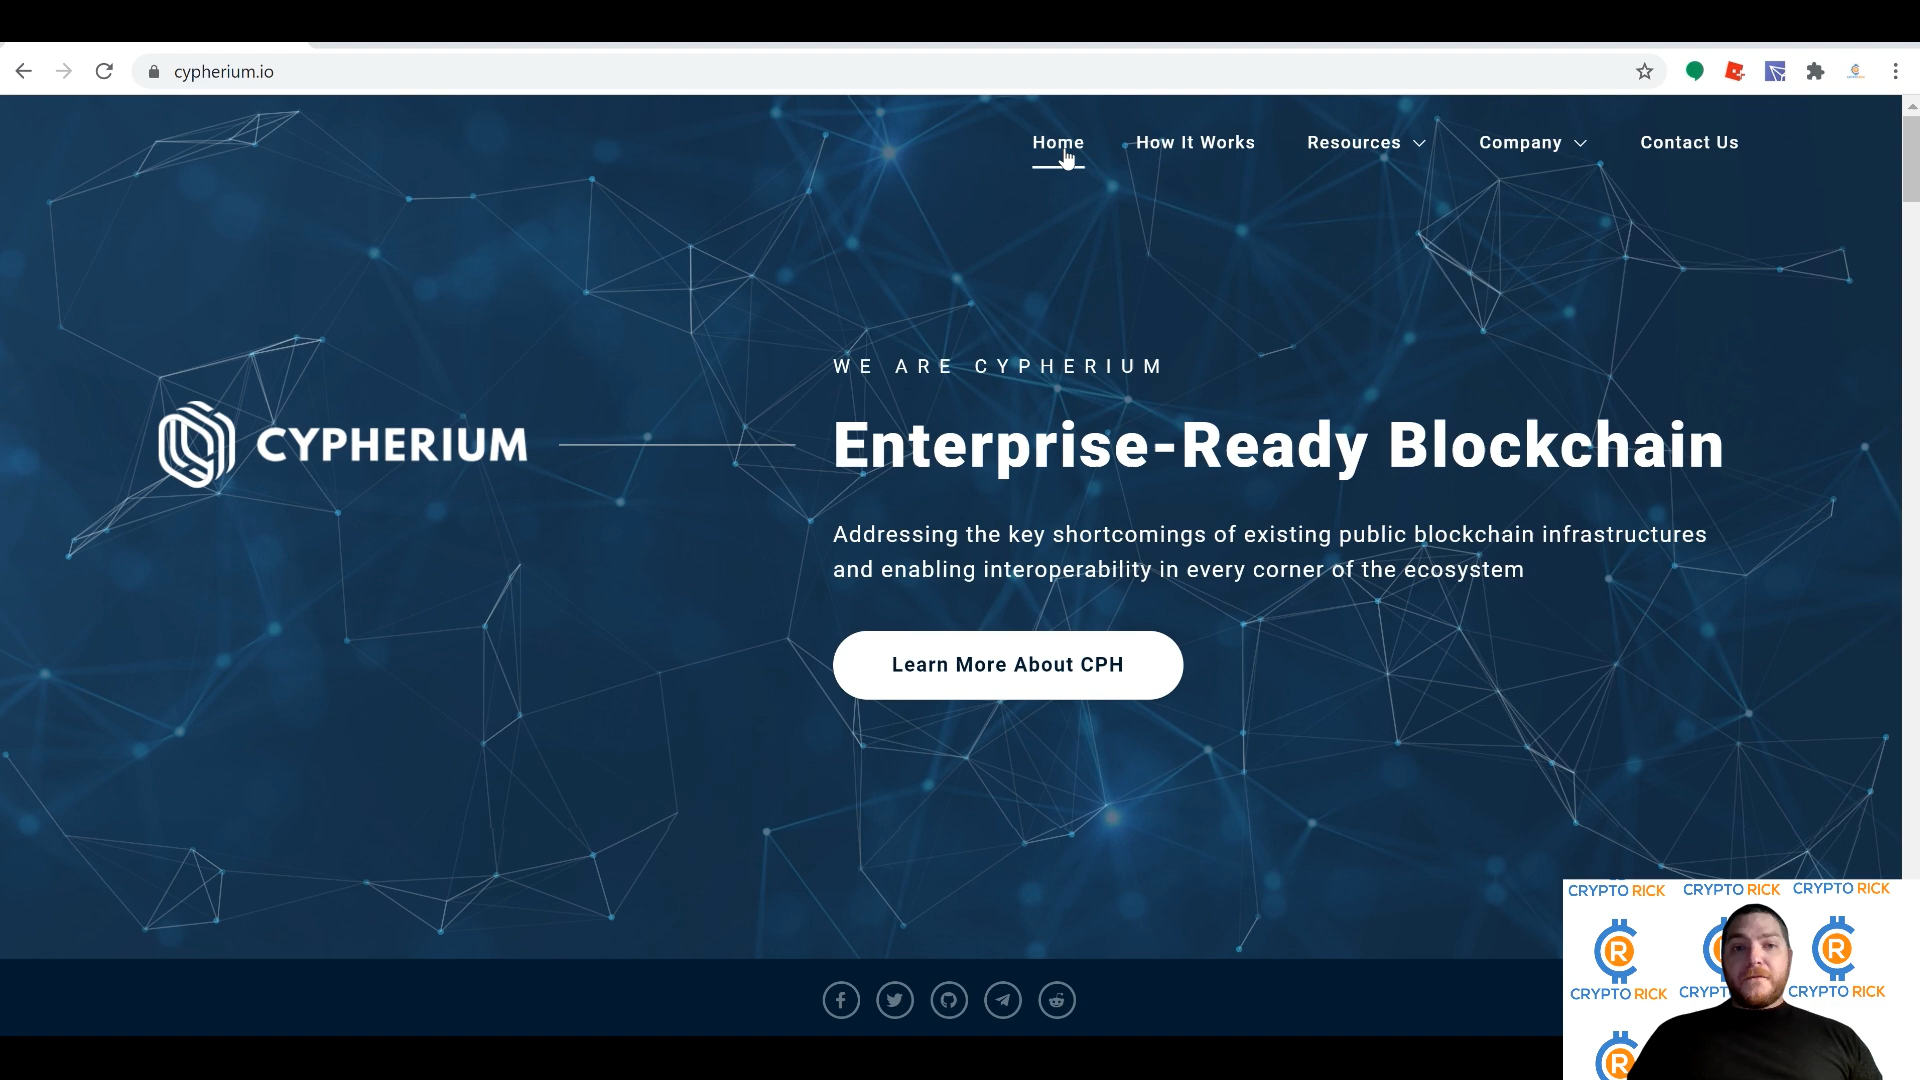 cypherium.io
Home
How It Works
Resources
Company
Contact Us
WE ARE CYPHERIUM
CYPHERIUM
Enterprise-Ready Blockchain
Addressing the key shortcomings of existing public blockchain infrastructures
and enabling interoperability in every corner of the ecosystem
Learn More About CPH
CRYPTO RICK CRYPTO RICK CRYPTO RICK
R R
CRYPTO RICK CRYPTO RICK
R